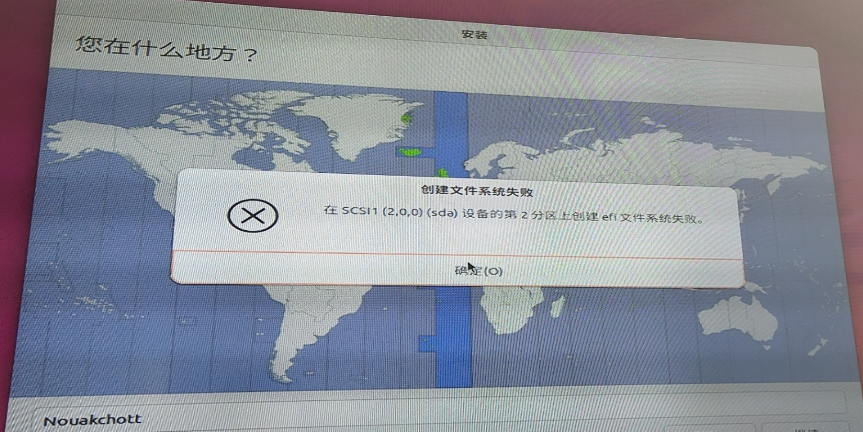 安装
您在什么地方？
创建文件系统失败
在 SCSI1 (2,0,0) (sda) 设备的第 2 分区上创建 efi 文件系统失败。
确定(O)
Nouakchott